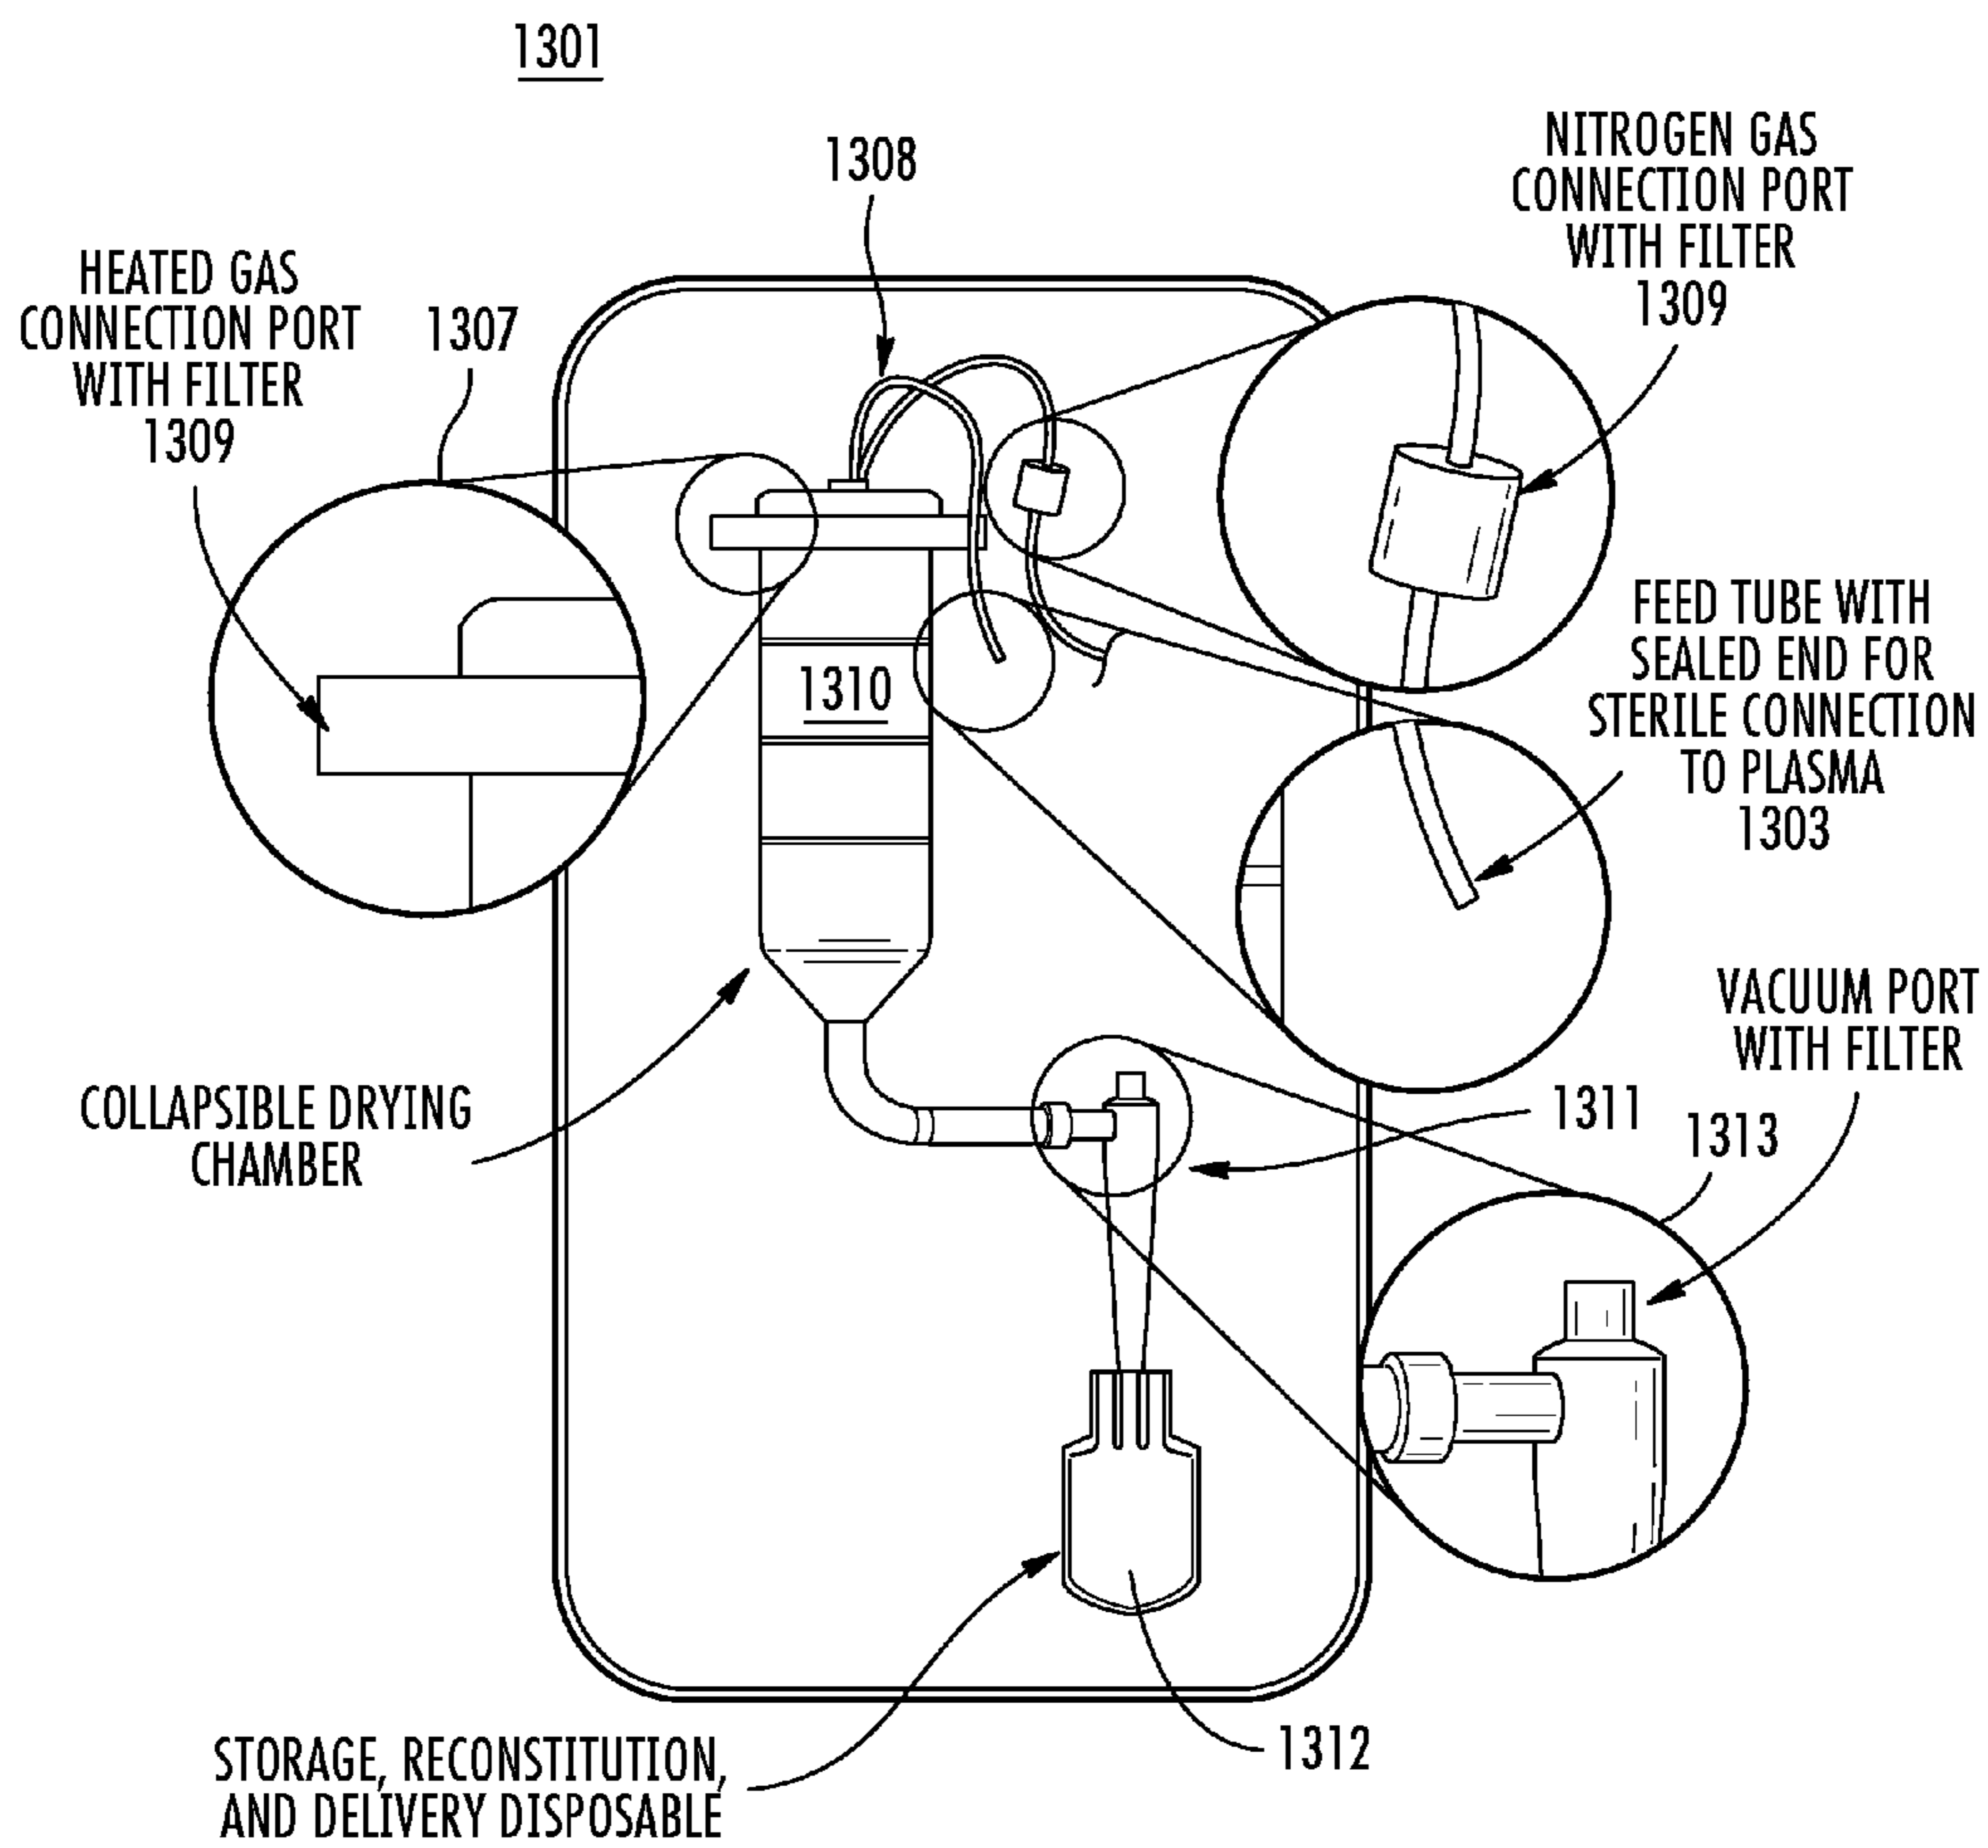 1301
1308
NITROGEN GAS
CONNECTION PORT
WITH FILTER
1309
HEATED GAS
CONNECTION PORT
WITH FILTER
1309
1307
FEED TUBE WITH
SEALED END FOR
STERILE CONNECTION
TO PLASMA
1303
1310
VACUUM PORT
WITH FILTER
COLLAPSIBLE DRYING
CHAMBER
1311
1313
STORAGE, RECONSTITUTION,
AND DELIVERY DISPOSABLE
1312